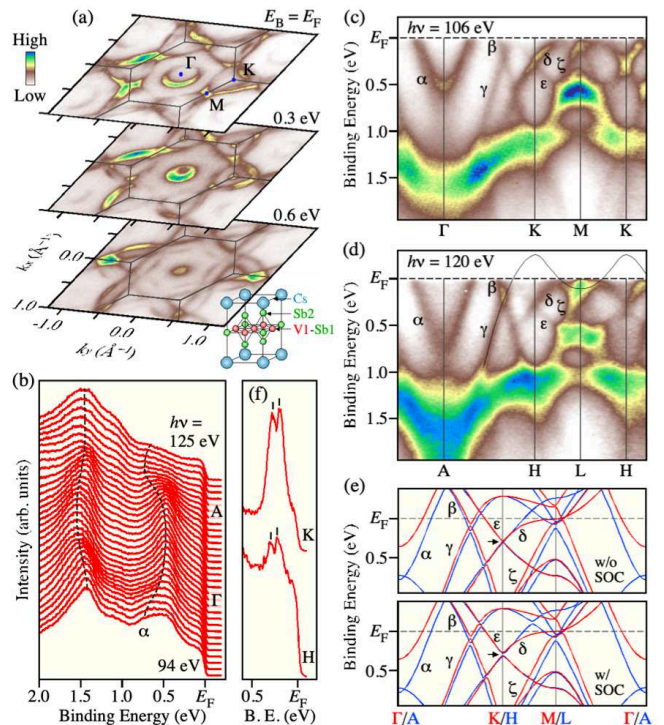 (a)
E_B = E_F
High
Low
Γ
K
M
0.3 eV
0.6 eV
k_x (Å⁻¹)
0.0
1.0
-1.0
0.0
1.0
k_y (Å⁻¹)
Cs
Sb2
V1-Sb1
(b)
hν =
125 eV
A
Γ
α
94 eV
Intensity (arb. units)
2.0 1.5 1.0 0.5 E_F
Binding Energy (eV)
(f)
K
H
0.5 E_F
B. E. (eV)
(c)
hν = 106 eV
E_F
0.5
1.0
1.5
Binding Energy (eV)
α β γ δ ζ ε
Γ K M K
(d)
hν = 120 eV
E_F
0.5
1.0
1.5
Binding Energy (eV)
α β γ δ ζ ε
A H L H
(e)
E_F
0.5
α β γ ε δ ζ
w/o
SOC
E_F
0.5
α β γ ε δ ζ
w/
SOC
Binding Energy (eV)
Γ/A K/H M/L Γ/A